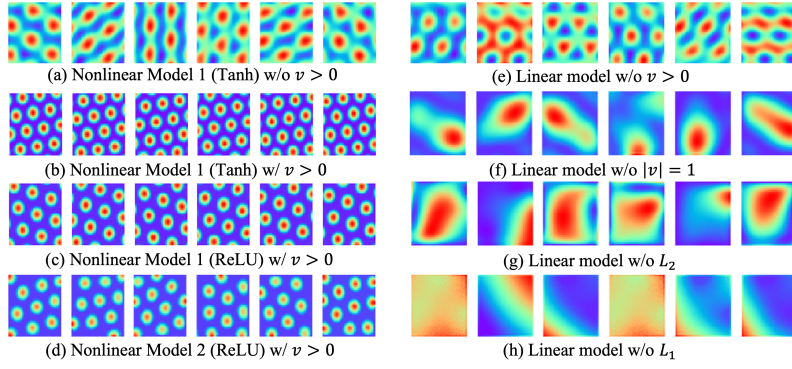 (a) Nonlinear Model 1 (Tanh) w/o v > 0
(b) Nonlinear Model 1 (Tanh) w/ v > 0
(c) Nonlinear Model 1 (ReLU) w/ v > 0
(d) Nonlinear Model 2 (ReLU) w/ v > 0
(e) Linear model w/o v > 0
(f) Linear model w/o |v| = 1
(g) Linear model w/o L₂
(h) Linear model w/o L₁